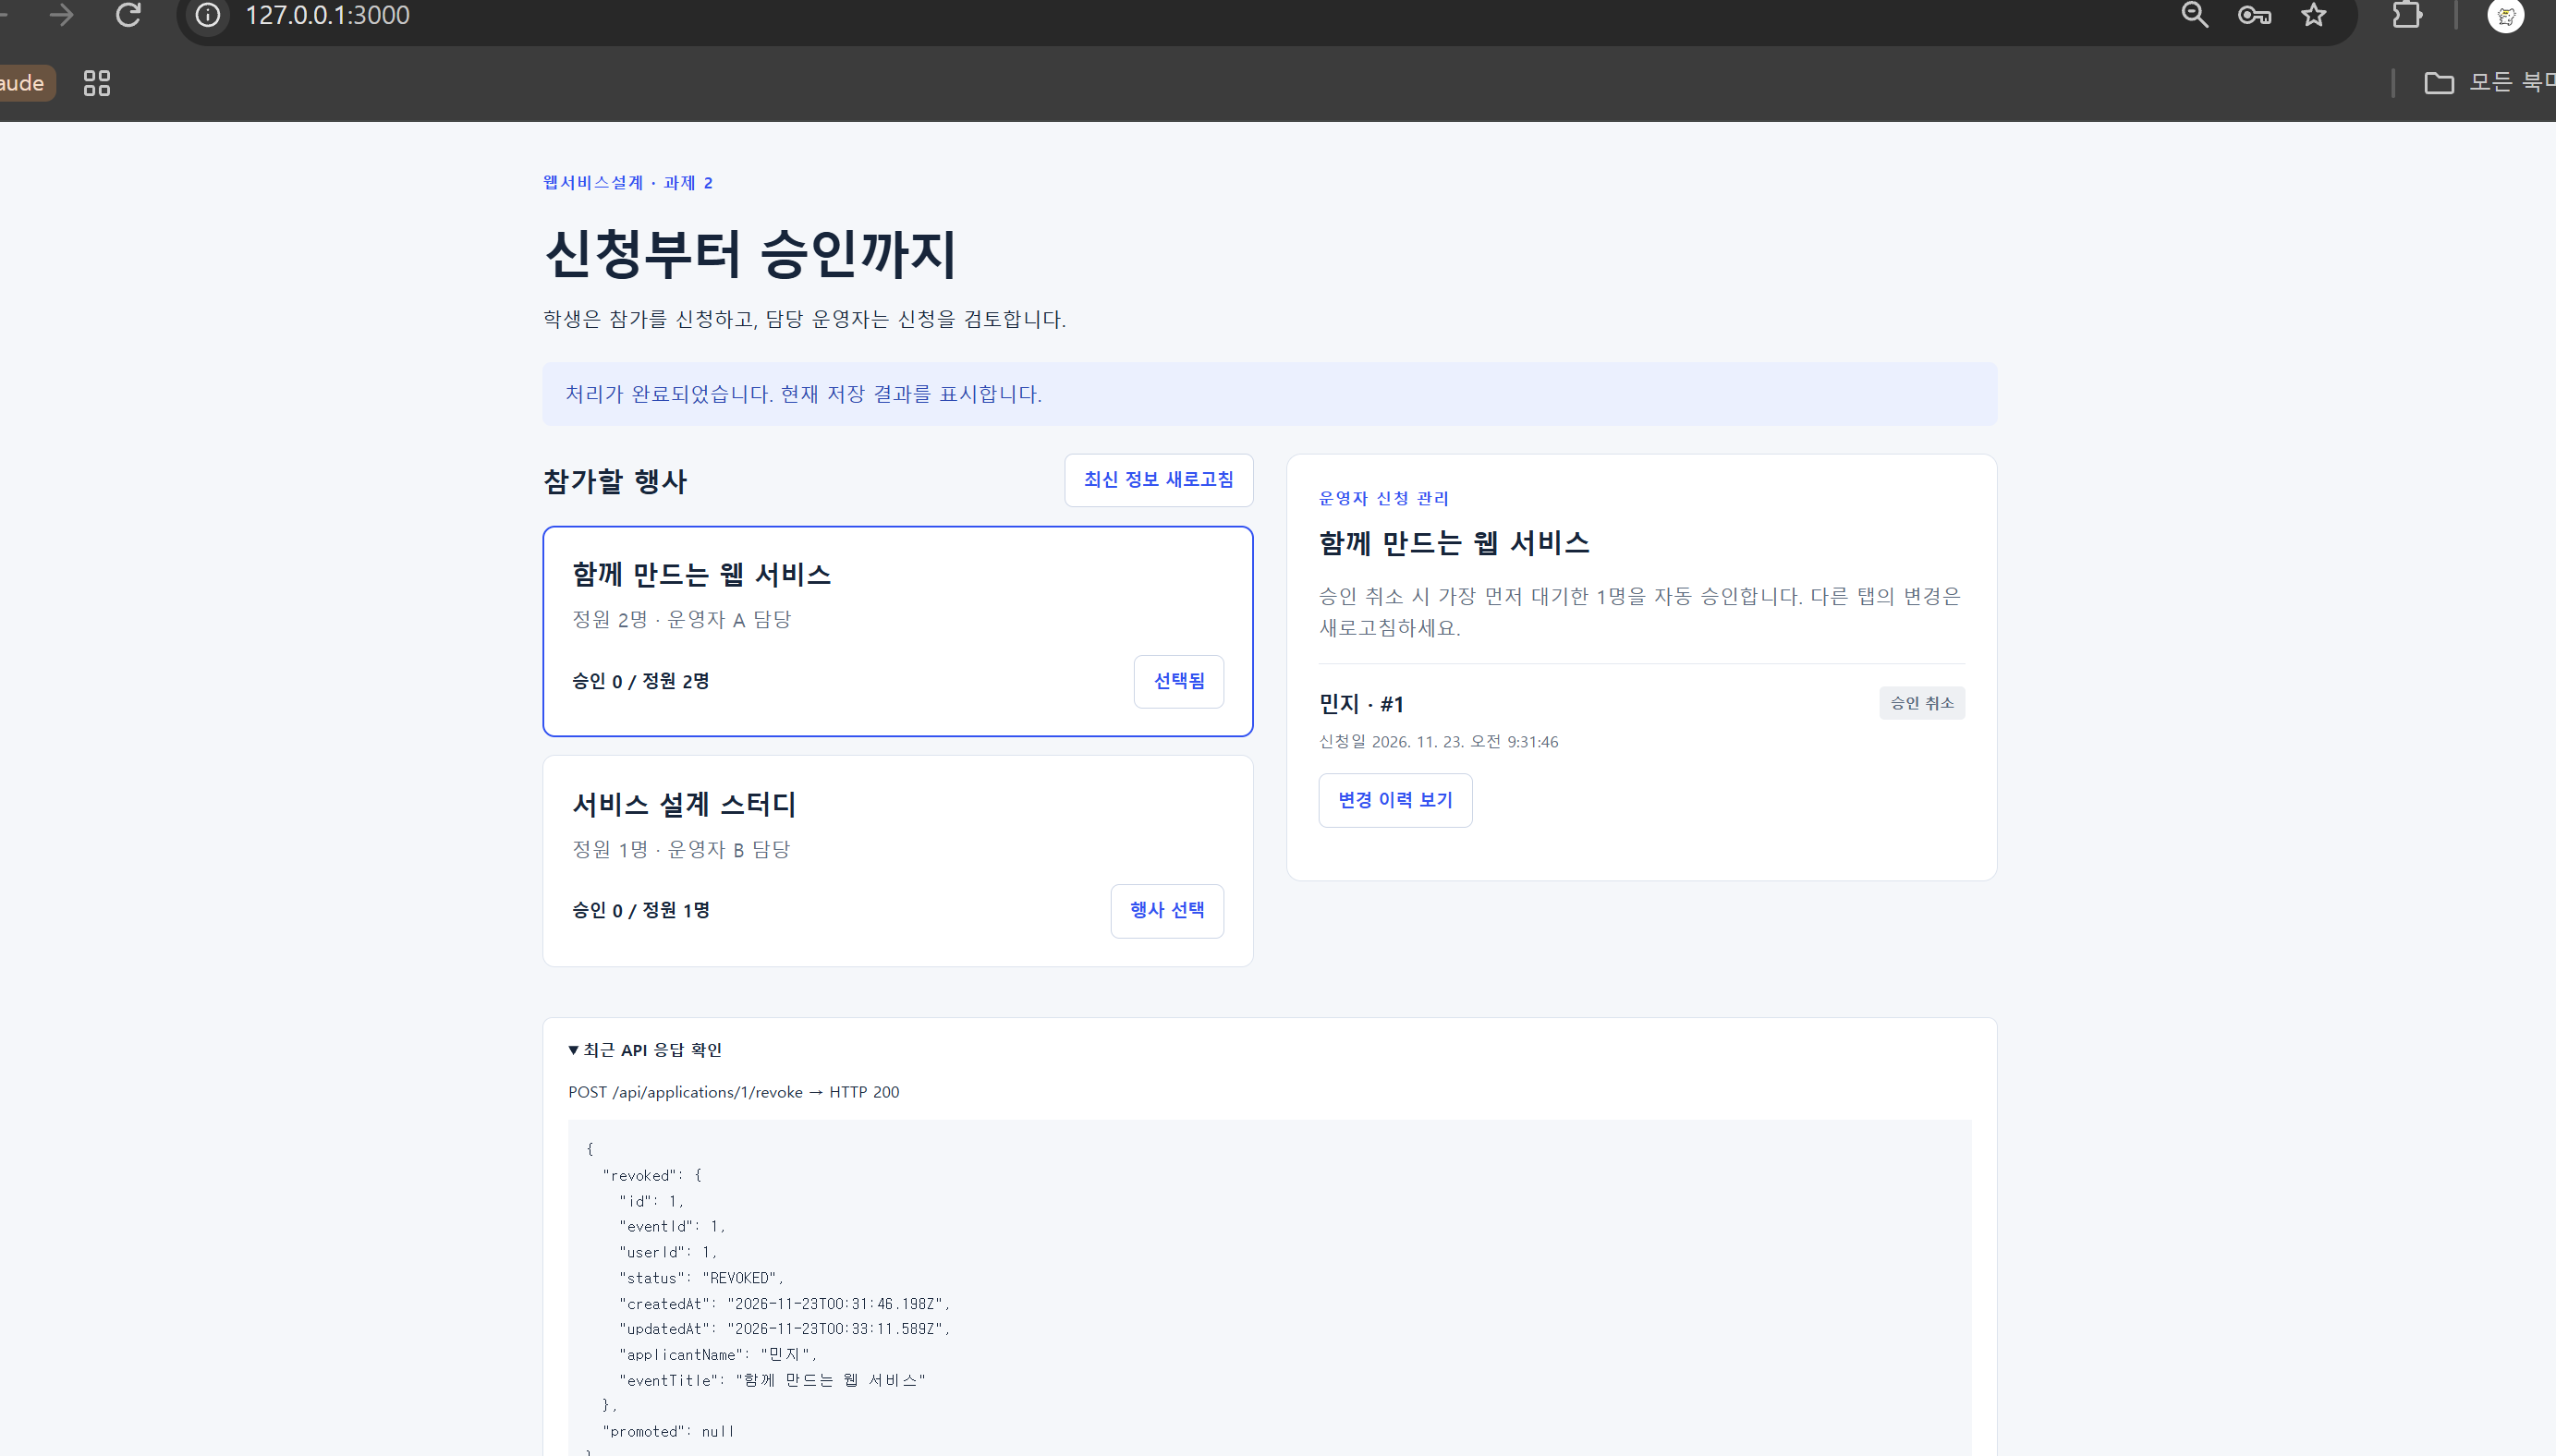 127.0.0.1:3000
aude
모든 북마
웹서비스설계 · 과제 2
신청부터 승인까지
학생은 참가를 신청하고, 담당 운영자는 신청을 검토합니다.
처리가 완료되었습니다. 현재 저장 결과를 표시합니다.
참가할 행사
최신 정보 새로고침
함께 만드는 웹 서비스
정원 2명 · 운영자 A 담당
승인 0 / 정원 2명
선택됨
서비스 설계 스터디
정원 1명 · 운영자 B 담당
승인 0 / 정원 1명
행사 선택
운영자 신청 관리
함께 만드는 웹 서비스
승인 취소 시 가장 먼저 대기한 1명을 자동 승인합니다. 다른 탭의 변경은
새로고침하세요.
민지 · #1
승인 취소
신청일 2026. 11. 23. 오전 9:31:46
변경 이력 보기
▼ 최근 API 응답 확인
POST /api/applications/1/revoke → HTTP 200
{
"revoked": {
"id": 1,
"eventId": 1,
"userId": 1,
"status": "REVOKED",
"createdAt": "2026-11-23T00:31:46.198Z",
"updatedAt": "2026-11-23T00:33:11.589Z",
"applicantName": "민지",
"eventTitle": "함께 만드는 웹 서비스"
},
"promoted": null
}